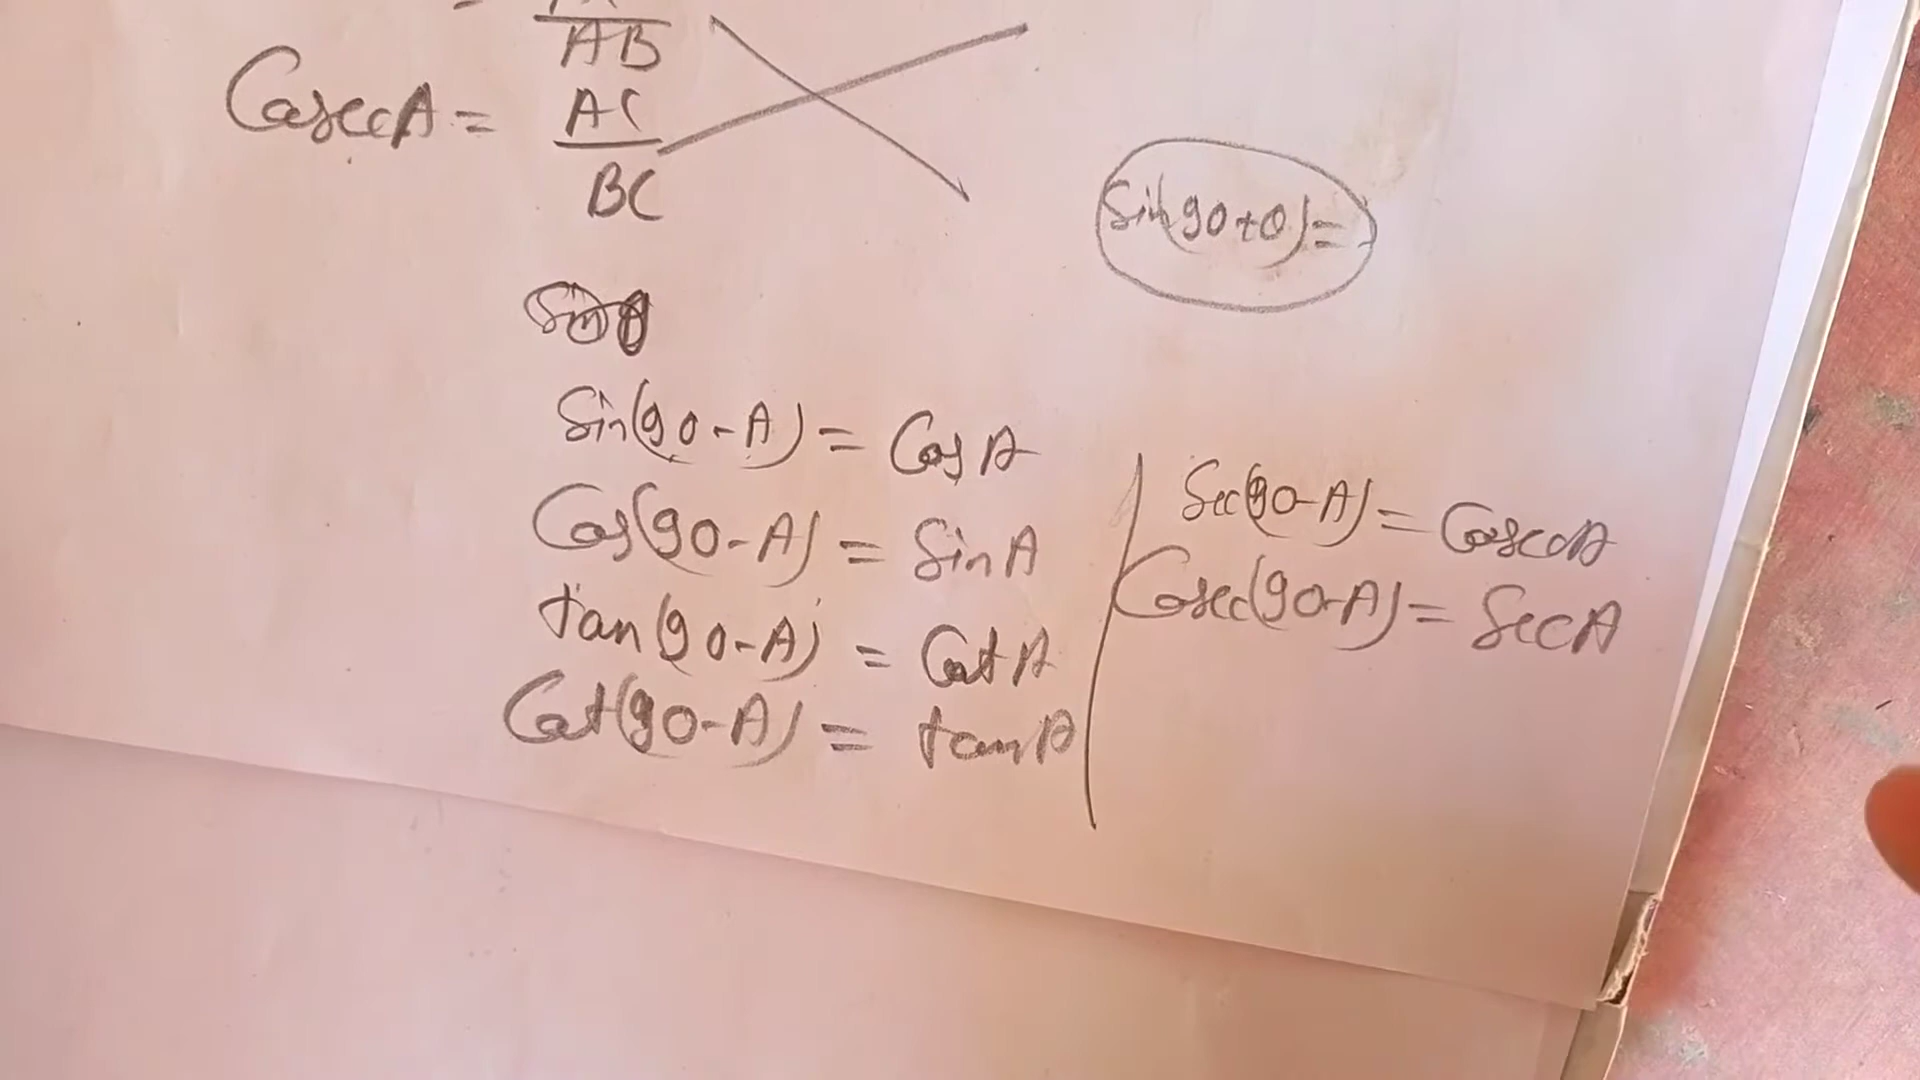 AB
CosecA = AC
BC
Sin(90+θ)=
Sin(90-A) = CosA
Cos(90-A) = SinA
tan(90-A) = CotA
Cot(90-A) = tanA
Sec(90-A) = CosecA
Cosec(90-A) = SecA